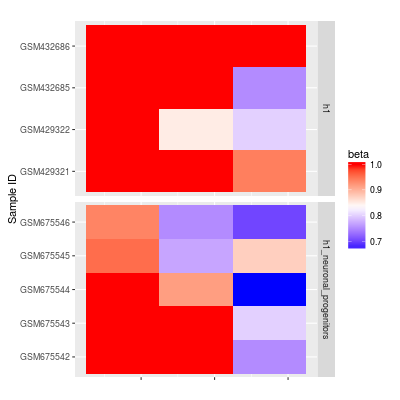 GSM432686
GSM432685
GSM429322
GSM429321
h1
Sample ID
GSM675546
GSM675545
GSM675544
GSM675543
GSM675542
h1_neuronal_progenitors
beta
1.0
0.9
0.8
0.7